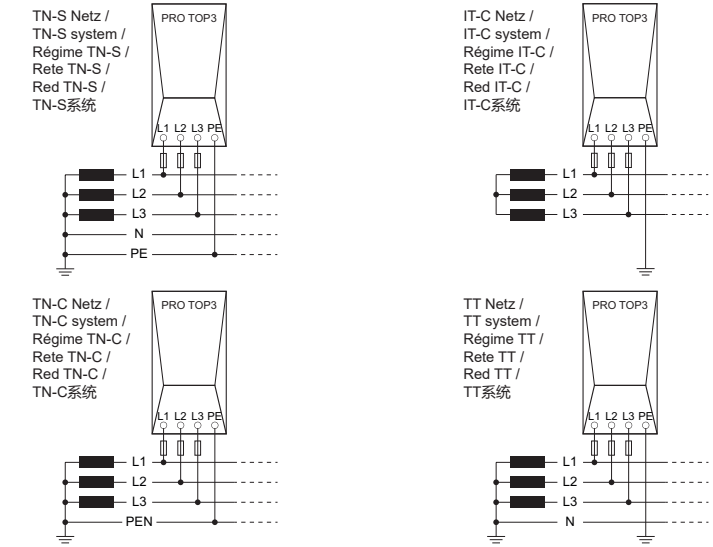 TN-S Netz /
TN-S system /
Régime TN-S /
Rete TN-S /
Red TN-S /
TN-S系统
PRO TOP3
L1 L2 L3 PE
L1
L2
L3
N
PE
IT-C Netz /
IT-C system /
Régime IT-C /
Rete IT-C /
Red IT-C /
IT-C系统
PRO TOP3
L1 L2 L3 PE
L1
L2
L3
TN-C Netz /
TN-C system /
Régime TN-C /
Rete TN-C /
Red TN-C /
TN-C系统
PRO TOP3
L1 L2 L3 PE
L1
L2
L3
PEN
TT Netz /
TT system /
Régime TT /
Rete TT /
Red TT /
TT系统
PRO TOP3
L1 L2 L3 PE
L1
L2
L3
N